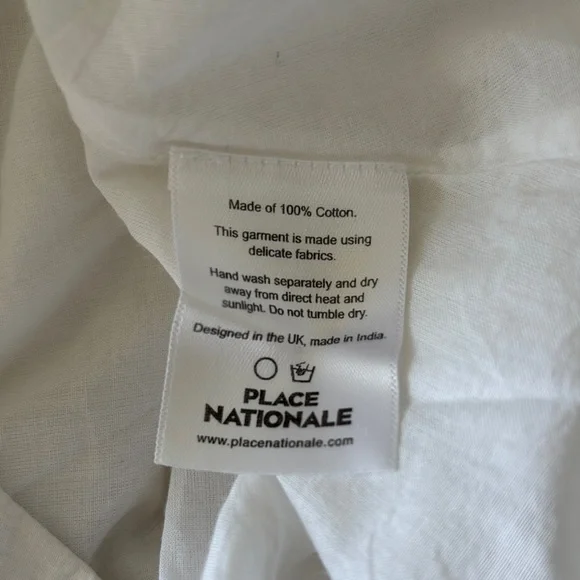 Made of 100% Cotton.
This garment is made using
delicate fabrics.
Hand wash separately and dry
away from direct heat and
sunlight. Do not tumble dry.
Designed in the UK, made in India.
PLACE
NATIONALE
www.placenationale.com